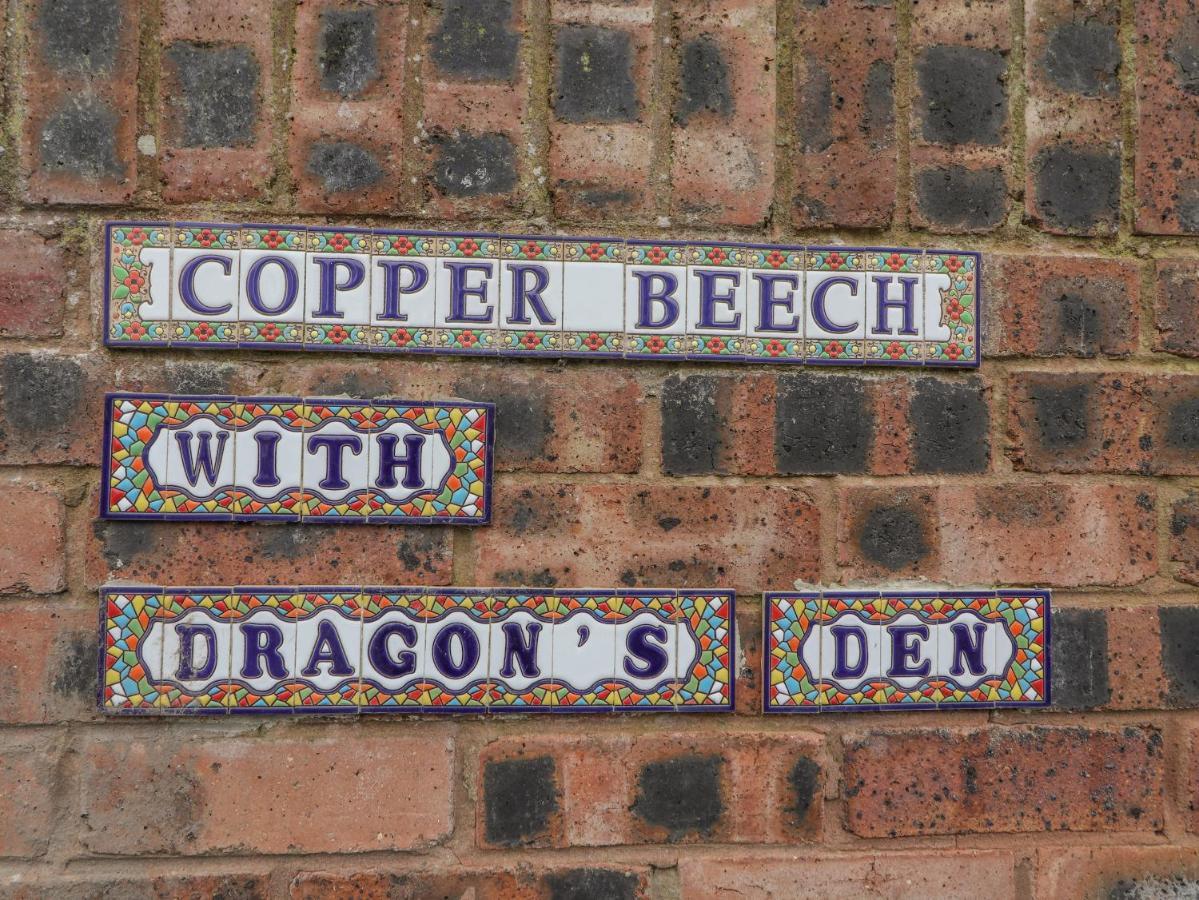 COPPER BEECH
WITH
DRAGON'S DEN